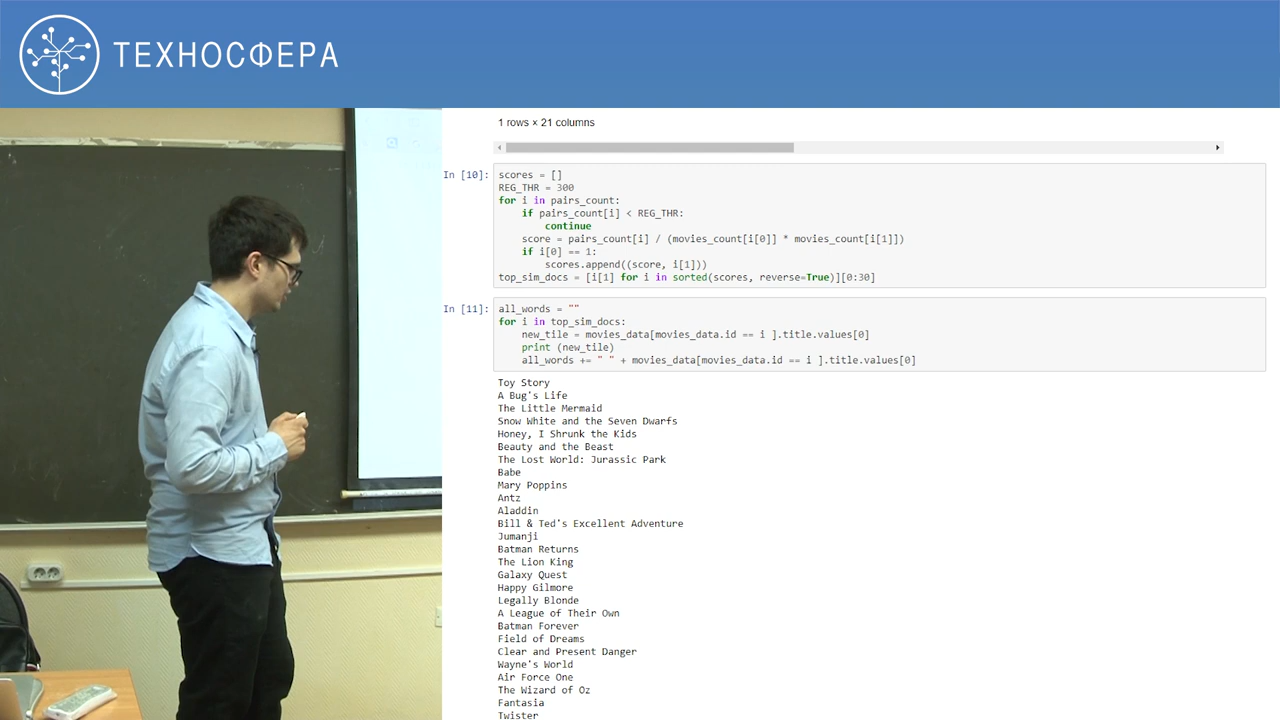 ТЕХНОСФЕРА
1 rows × 21 columns
In [10]:
scores = []
REG_THR = 300
for i in pairs_count:
    if pairs_count[i] < REG_THR:
        continue
    score = pairs_count[i] / (movies_count[i[0]] * movies_count[i[1]])
    if i[0] == 1:
        scores.append((score, i[1]))
top_sim_docs = [i[1] for i in sorted(scores, reverse=True)][0:30]
In [11]:
all_words = ""
for i in top_sim_docs:
    new_tile = movies_data[movies_data.id == i ].title.values[0]
    print (new_tile)
    all_words += " " + movies_data[movies_data.id == i ].title.values[0]
Toy Story
A Bug's Life
The Little Mermaid
Snow White and the Seven Dwarfs
Honey, I Shrunk the Kids
Beauty and the Beast
The Lost World: Jurassic Park
Babe
Mary Poppins
Antz
Aladdin
Bill & Ted's Excellent Adventure
Jumanji
Batman Returns
The Lion King
Galaxy Quest
Happy Gilmore
Legally Blonde
A League of Their Own
Batman Forever
Field of Dreams
Clear and Present Danger
Wayne's World
Air Force One
The Wizard of Oz
Fantasia
Twister